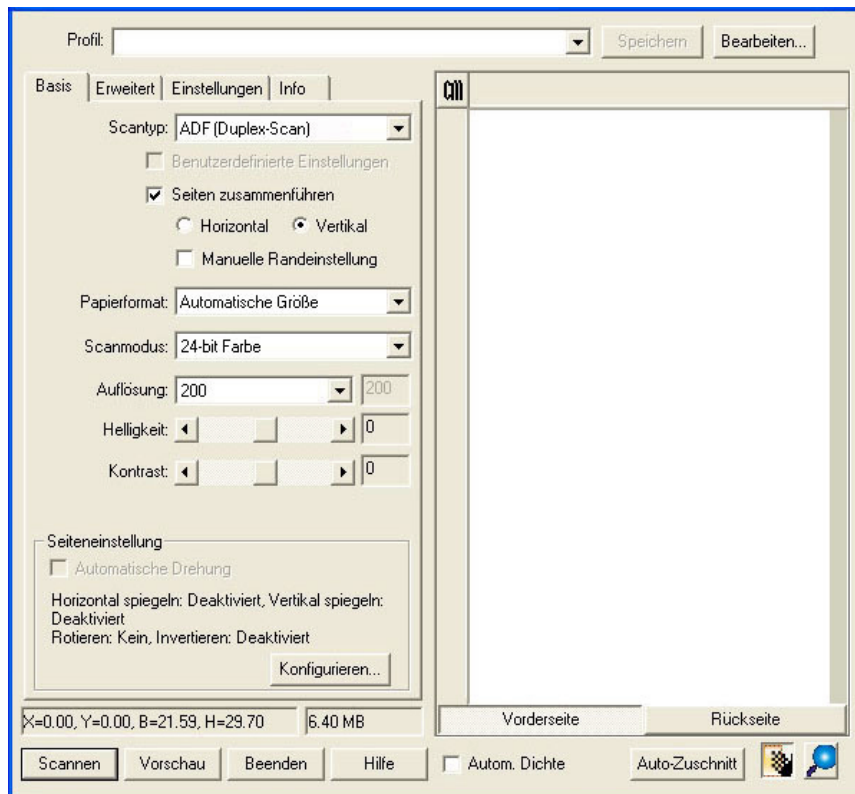 Profil:
Speichern
Bearbeiten...
Basis
Erweitert
Einstellungen
Info
cm
Scantyp: ADF (Duplex-Scan)
Benutzerdefinierte Einstellungen
Seiten zusammenführen
Horizontal
Vertikal
Manuelle Randeinstellung
Papierformat: Automatische Größe
Scanmodus: 24-bit Farbe
Auflösung: 200
200
Helligkeit: 0
Kontrast: 0
Seiteneinstellung
Automatische Drehung
Horizontal spiegeln: Deaktiviert, Vertikal spiegeln:
Deaktiviert
Rotieren: Kein, Invertieren: Deaktiviert
Konfigurieren...
X=0.00, Y=0.00, B=21.59, H=29.70
6.40 MB
Vorderseite
Rückseite
Scannen
Vorschau
Beenden
Hilfe
Autom. Dichte
Auto-Zuschnitt